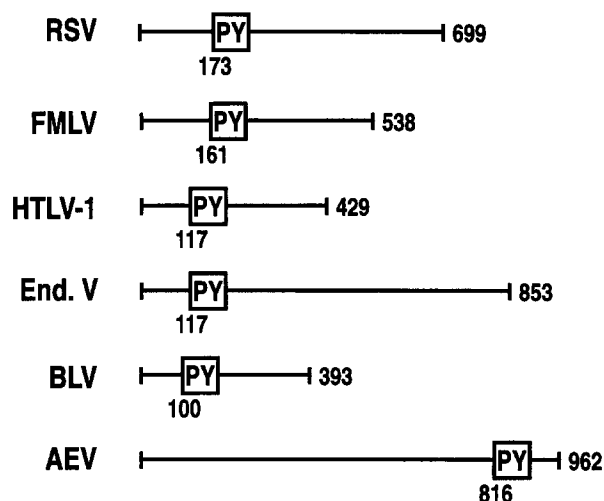 RSV PY 699
173
FMLV PY 538
161
HTLV-1 PY 429
117
End. V PY 853
117
BLV PY 393
100
AEV PY 962
816